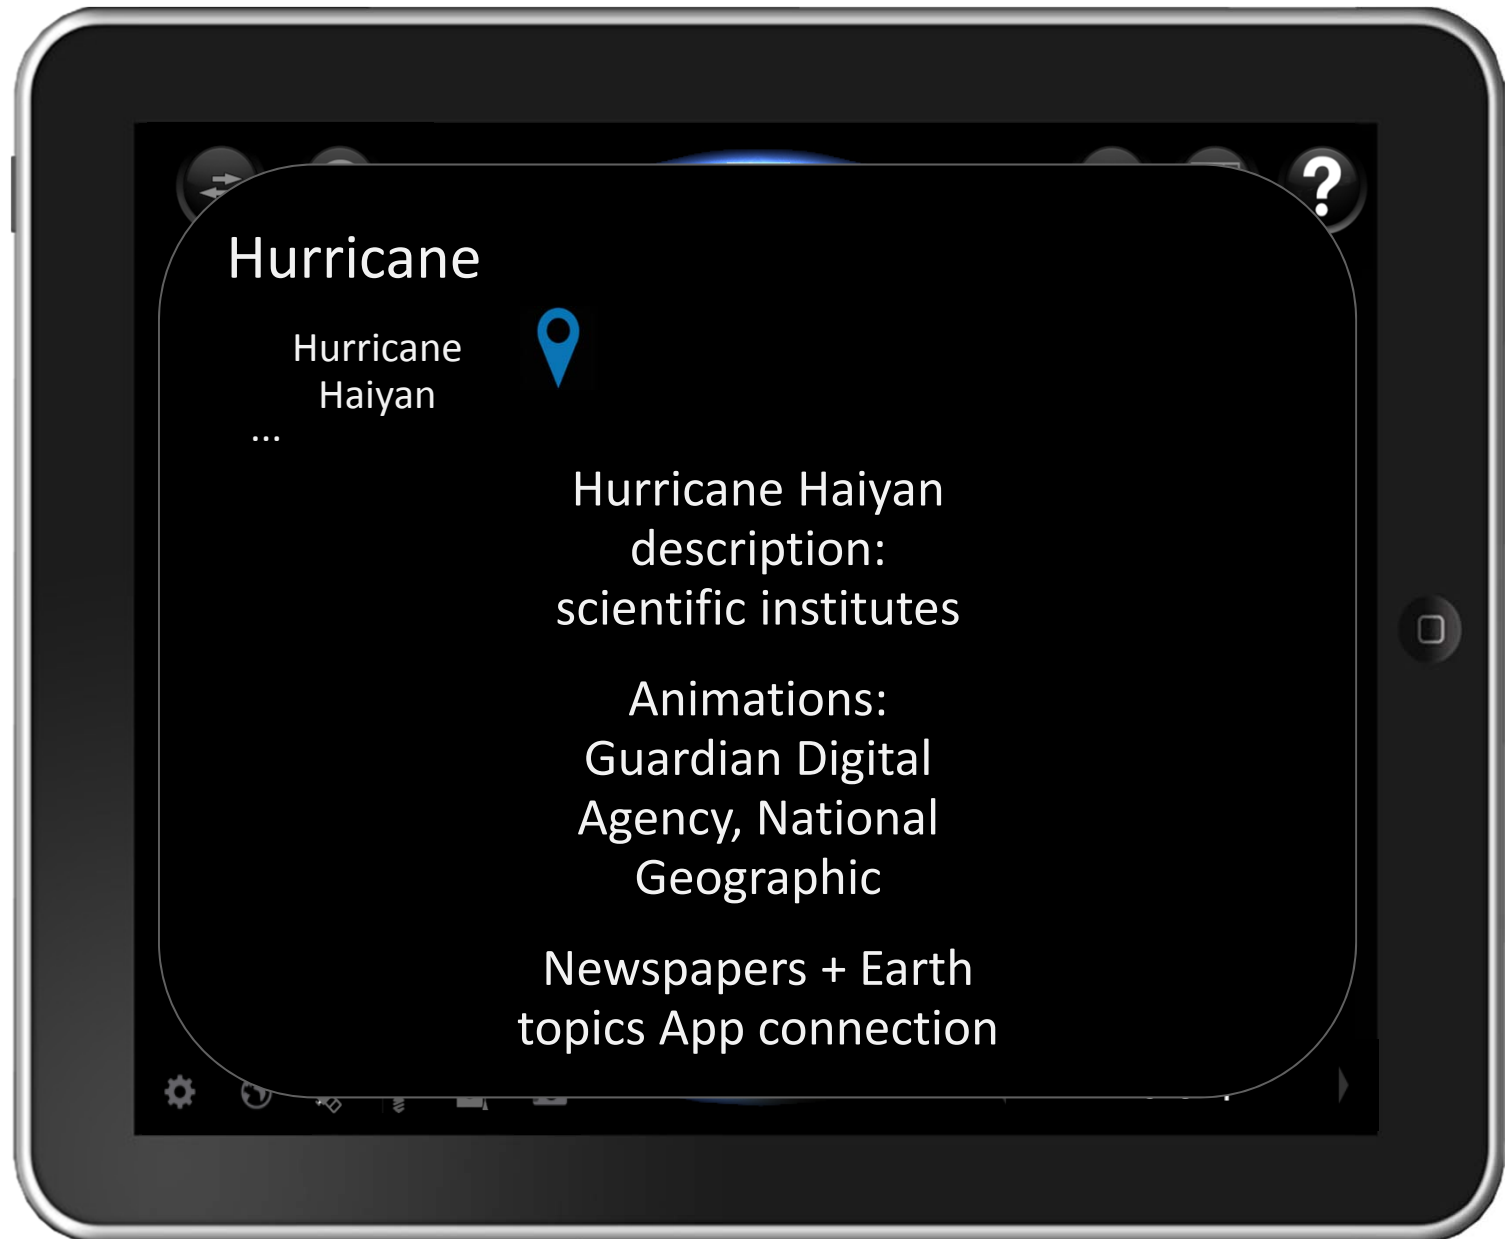 ?
Hurricane
Hurricane
Haiyan
...
Hurricane Haiyan
description:
scientific institutes
Animations:
Guardian Digital
Agency, National
Geographic
Newspapers + Earth
topics App connection